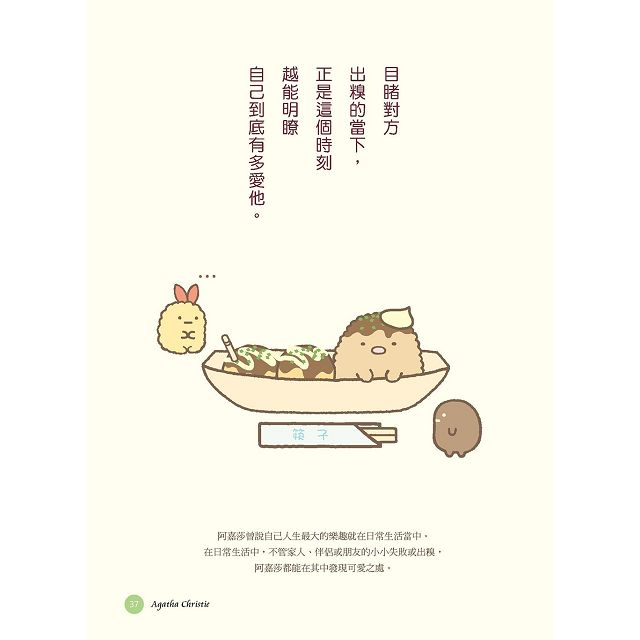 目睹對方
出糗的當下，
正是這個時刻
越能明瞭
自己到底有多愛他。
...
筷子
阿嘉莎曾說自己人生最大的樂趣就在日常生活當中。
在日常生活中，不管家人、伴侶或朋友的小小失敗或出糗，
阿嘉莎都能在其中發現可愛之處。
37 Agatha Christie